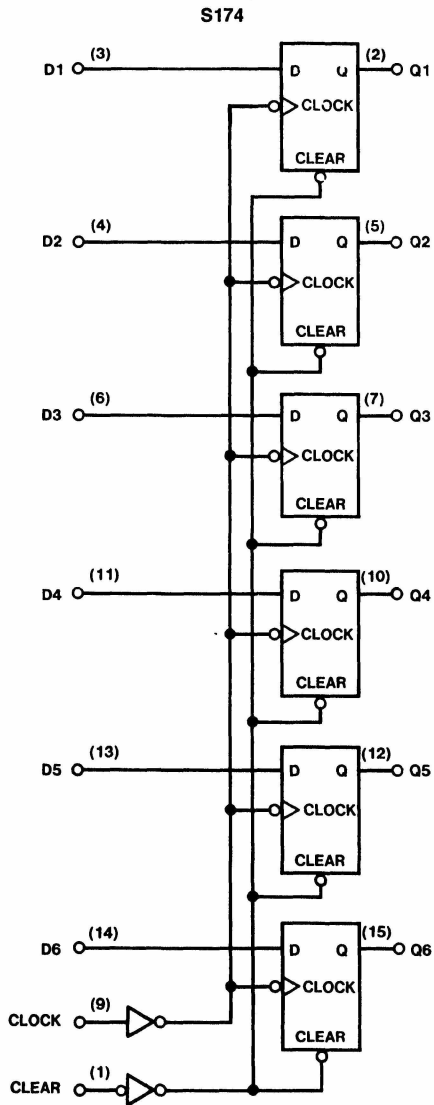 S174
D1 (3) D Q (2) Q1
CLOCK
CLEAR
D2 (4) D Q (5) Q2
CLOCK
CLEAR
D3 (6) D Q (7) Q3
CLOCK
CLEAR
D4 (11) D Q (10) Q4
CLOCK
CLEAR
D5 (13) D Q (12) Q5
CLOCK
CLEAR
D6 (14) D Q (15) Q6
CLOCK
CLOCK (9)
CLEAR
CLEAR (1)